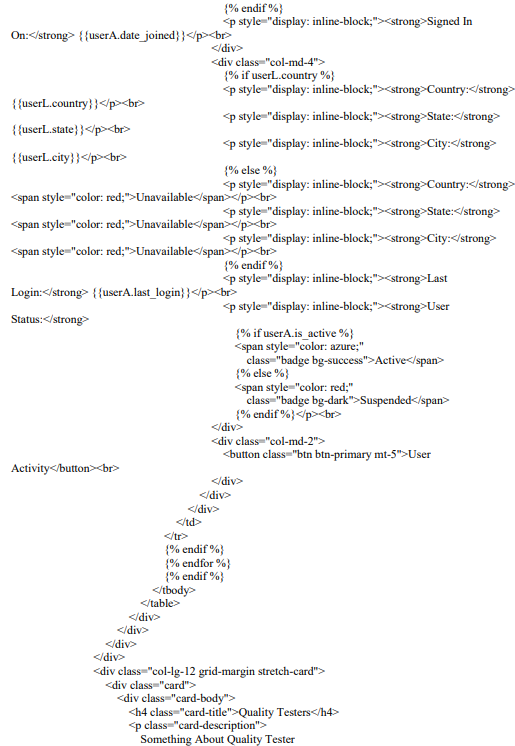 {% endif %}
<p style="display: inline-block;"><strong>Signed In
On:</strong> {{userA.date_joined}}</p><br>
</div>
<div class="col-md-4">
{% if userL.country %}
<p style="display: inline-block;"><strong>Country:</strong>
{{userL.country}}</p><br>
<p style="display: inline-block;"><strong>State:</strong>
{{userL.state}}</p><br>
<p style="display: inline-block;"><strong>City:</strong>
{{userL.city}}</p><br>
{% else %}
<p style="display: inline-block;"><strong>Country:</strong>
<span style="color: red;">Unavailable</span></p><br>
<p style="display: inline-block;"><strong>State:</strong>
<span style="color: red;">Unavailable</span></p><br>
<p style="display: inline-block;"><strong>City:</strong>
<span style="color: red;">Unavailable</span></p><br>
{% endif %}
<p style="display: inline-block;"><strong>Last
Login:</strong> {{userA.last_login}}</p><br>
<p style="display: inline-block;"><strong>User
Status:</strong>
{% if userA.is_active %}
<span style="color: azure;"
class="badge bg-success">Active</span>
{% else %}
<span style="color: red;"
class="badge bg-dark">Suspended</span>
{% endif %}</p><br>
</div>
<div class="col-md-2">
<button class="btn btn-primary mt-5">User
Activity</button><br>
</div>
</div>
</div>
</td>
</tr>
{% endif %}
{% endfor %}
{% endif %}
</tbody>
</table>
</div>
</div>
</div>
</div>
<div class="col-lg-12 grid-margin stretch-card">
<div class="card">
<div class="card-body">
<h4 class="card-title">Quality Testers</h4>
<p class="card-description">
Something About Quality Tester